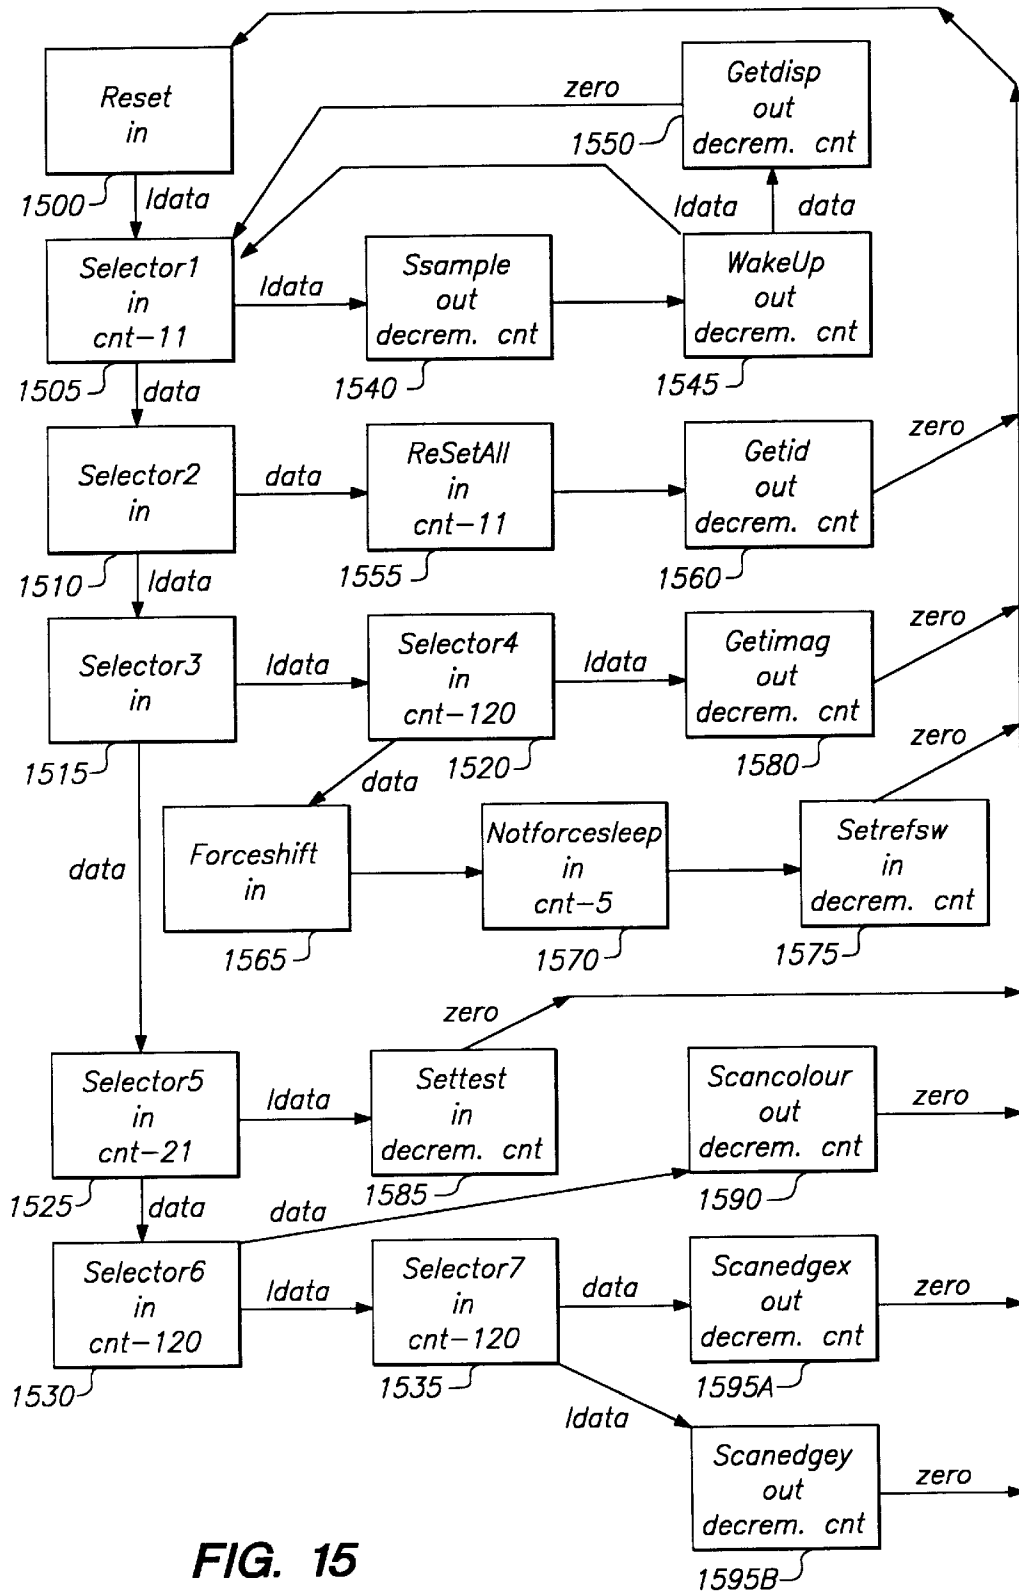 Reset
in
1500
ldata
zero
Getdisp
out
decrem. cnt
1550
ldata
data
Selector1
in
cnt-11
1505
ldata
Ssample
out
decrem. cnt
1540
WakeUp
out
decrem. cnt
1545
data
Selector2
in
1510
data
ReSetAll
in
cnt-11
1555
Getid
out
decrem. cnt
1560
zero
ldata
Selector3
in
1515
ldata
Selector4
in
cnt-120
1520
ldata
Getimag
out
decrem. cnt
1580
zero
data
data
Forceshift
in
1565
Notforcesleep
in
cnt-5
1570
Setrefsw
in
decrem. cnt
1575
zero
Selector5
in
cnt-21
1525
ldata
Settest
in
decrem. cnt
1585
zero
Scancolour
out
decrem. cnt
1590
zero
data
data
Selector6
in
cnt-120
1530
ldata
Selector7
in
cnt-120
1535
data
Scanedgex
out
decrem. cnt
1595A
zero
ldata
Scanedgey
out
decrem. cnt
1595B
zero
FIG. 15